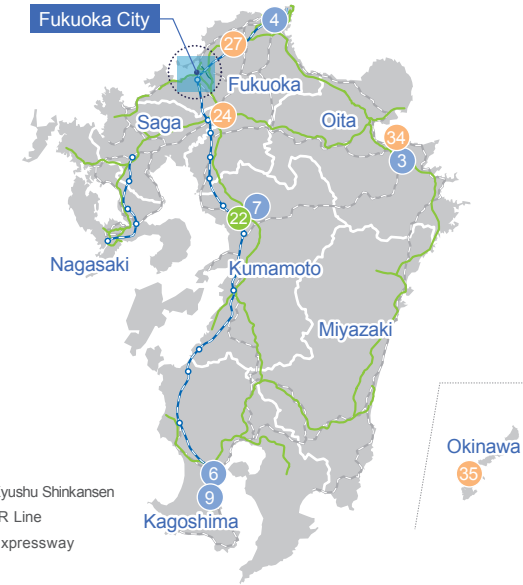 Fukuoka City
4
27
Fukuoka
24
Saga
Oita
34
3
7
22
Nagasaki
Kumamoto
Miyazaki
Okinawa
35
6
9
Kagoshima
yushu Shinkansen
R Line
xpressway